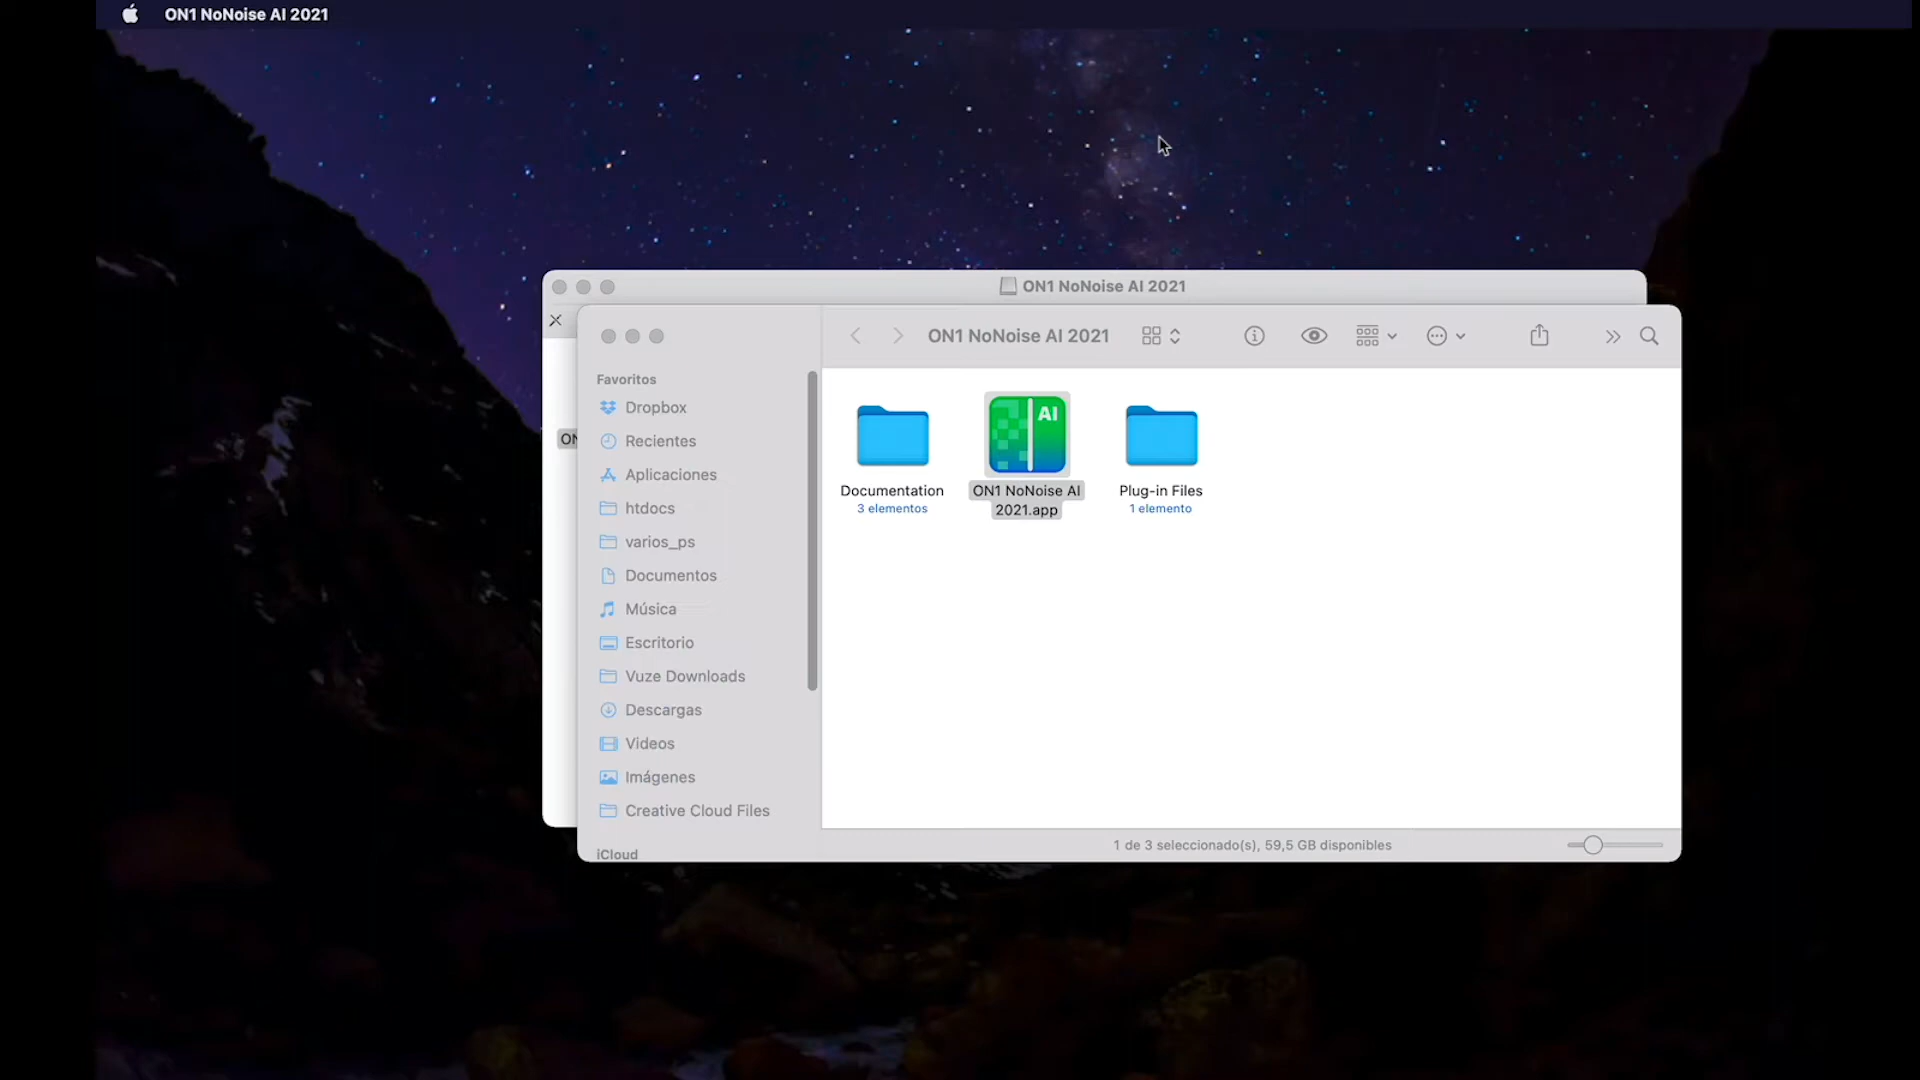 ON1 NoNoise AI 2021
ON1 NoNoise AI 2021
ON1 NoNoise AI 2021
Favoritos
Dropbox
Recientes
Aplicaciones
htdocs
varios_ps
Documentos
Música
Escritorio
Vuze Downloads
Descargas
Videos
Imágenes
Creative Cloud Files
iCloud
ON
Documentation
3 elementos
AI
ON1 NoNoise AI
2021.app
Plug-in Files
1 elemento
1 de 3 seleccionado(s), 59,5 GB disponibles